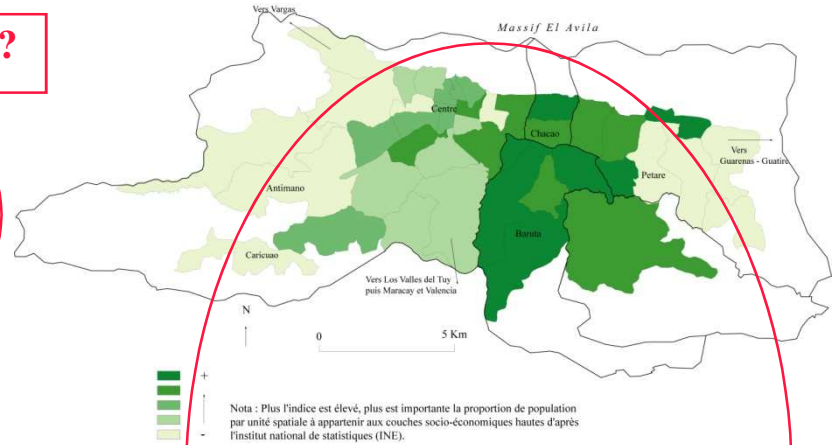 ?
Vers Vargas
Massif El Avila
Centre
Chacao
Vers
Guarenas - Guatire
Petare
Antimano
Baruta
Caricuao
Vers Los Valles del Tuy
puis Maracay et Valencia
N
0 5 Km
+
-
Nota : Plus l'indice est élevé, plus est importante la proportion de population
par unité spatiale à appartenir aux couches socio-économiques hautes d'après
l'institut national de statistiques (INE).